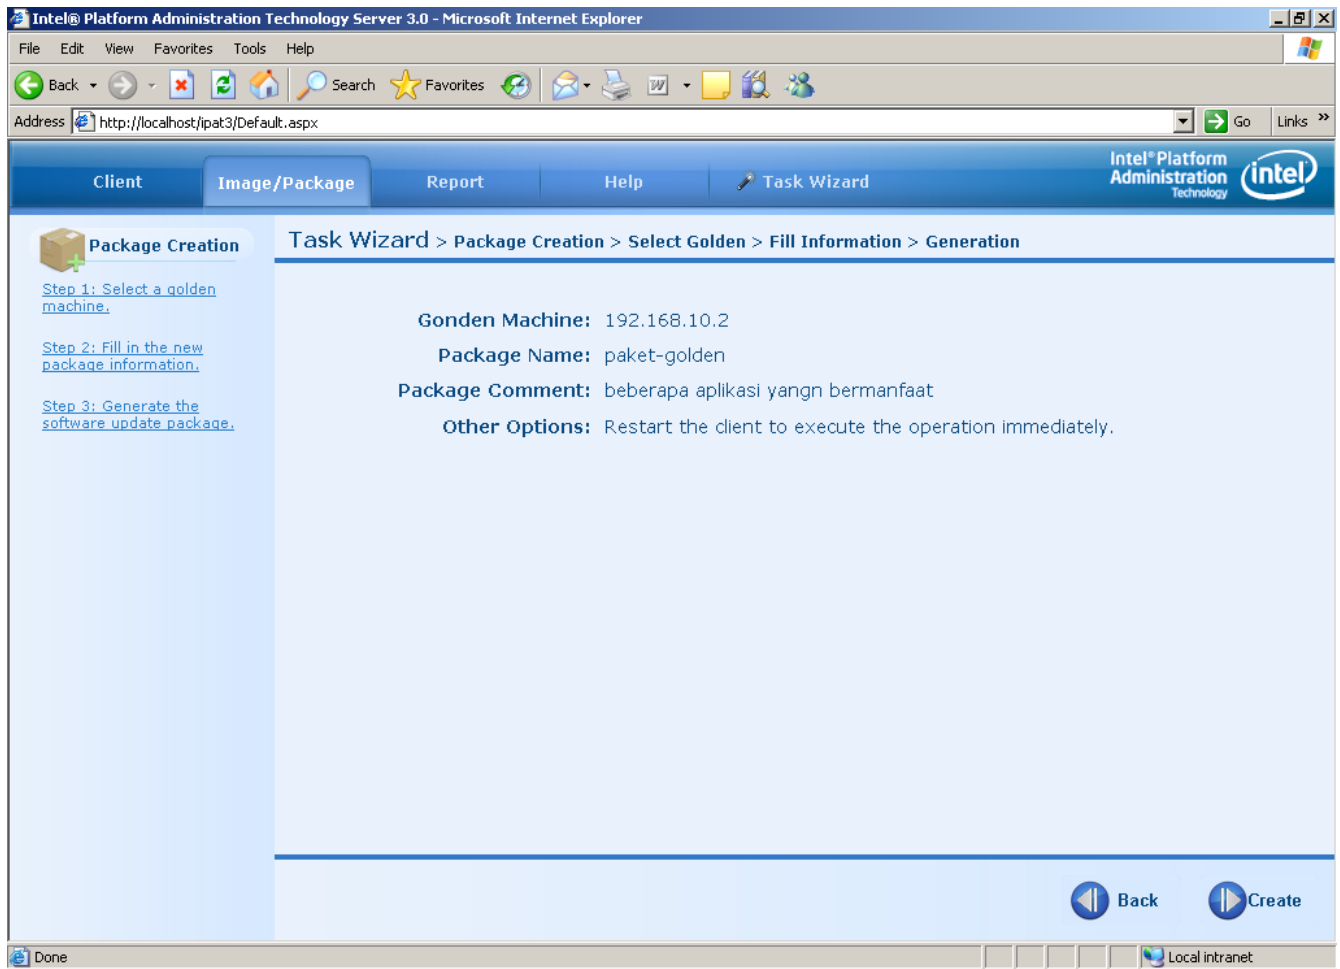 Intel® Platform Administration Technology Server 3.0 - Microsoft Internet Explorer
File Edit View Favorites Tools Help
Back Search Favorites
Address http://localhost/ipat3/Default.aspx Go Links »
Client Image/Package Report Help Task Wizard
Intel® Platform
Administration
Technology
intel
Package Creation
Step 1: Select a golden
machine.
Step 2: Fill in the new
package information.
Step 3: Generate the
software update package.
Task Wizard > Package Creation > Select Golden > Fill Information > Generation
Gonden Machine: 192.168.10.2
Package Name: paket-golden
Package Comment: beberapa aplikasi yangn bermanfaat
Other Options: Restart the client to execute the operation immediately.
Back Create
Done Local intranet